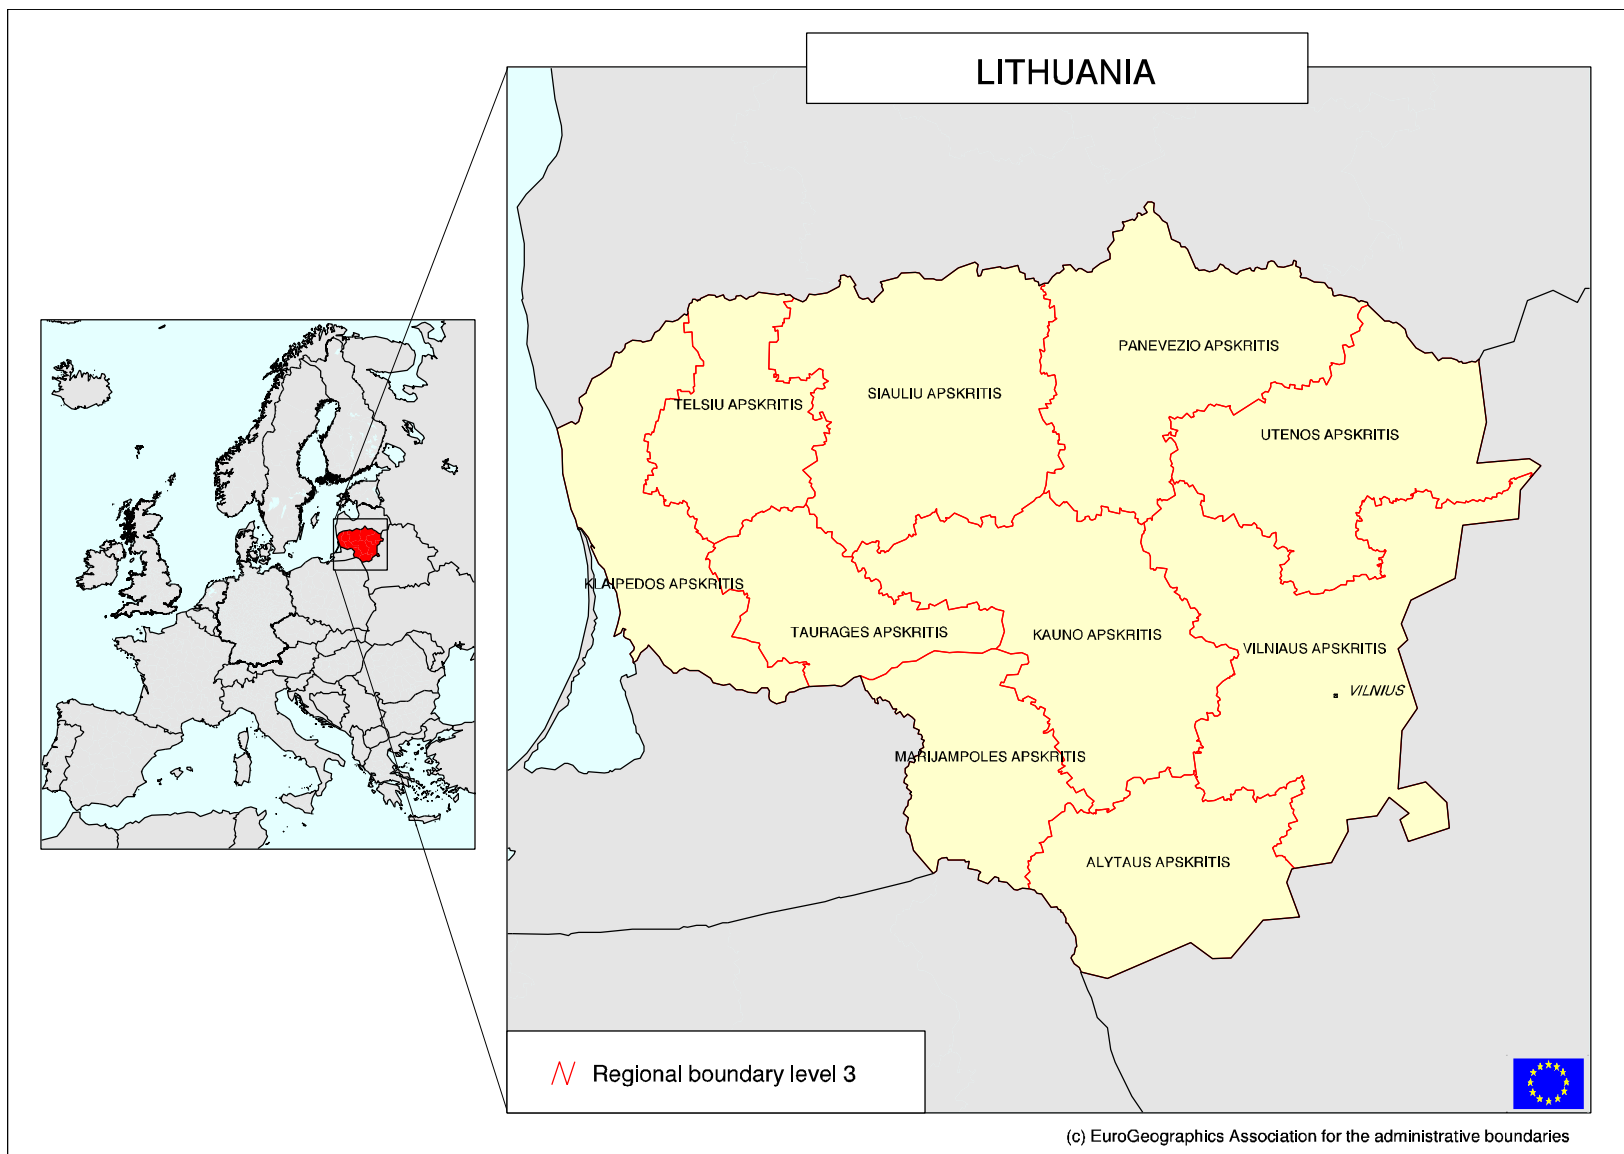 LITHUANIA
PANEVEZIO APSKRITIS
SIAULIU APSKRITIS
TELSIU APSKRITIS
UTENOS APSKRITIS
KLAIPEDOS APSKRITIS
TAURAGES APSKRITIS
KAUNO APSKRITIS
VILNIAUS APSKRITIS
VILNIUS
MARIJAMPOLES APSKRITIS
ALYTAUS APSKRITIS
Regional boundary level 3
(c) EuroGeographics Association for the administrative boundaries